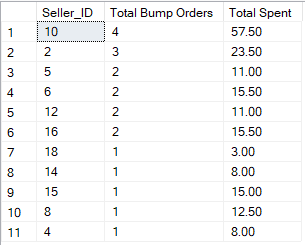 Seller_ID Total Bump Orders Total Spent
1 10 4 57.50
2 2 3 23.50
3 5 2 11.00
4 6 2 15.50
5 12 2 11.00
6 16 2 15.50
7 18 1 3.00
8 14 1 8.00
9 15 1 15.00
10 8 1 12.50
11 4 1 8.00